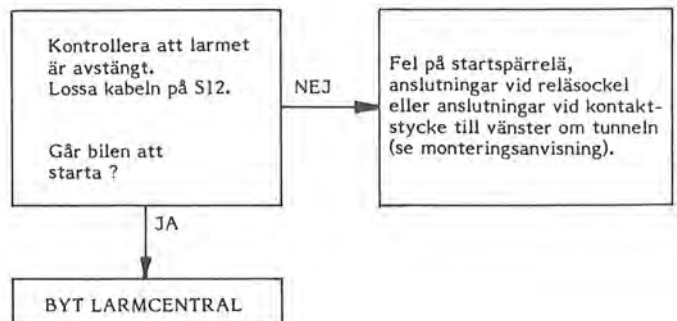 Kontrollera att larmet
är avstängt.
Lossa kabeln på S12.
Går bilen att
starta ?
NEJ
Fel på startspärrelä,
anslutningar vid reläsockel
eller anslutningar vid kontakt-
stycke till vänster om tunneln
(se monteringsanvisning).
JA
BYT LARMCENTRAL